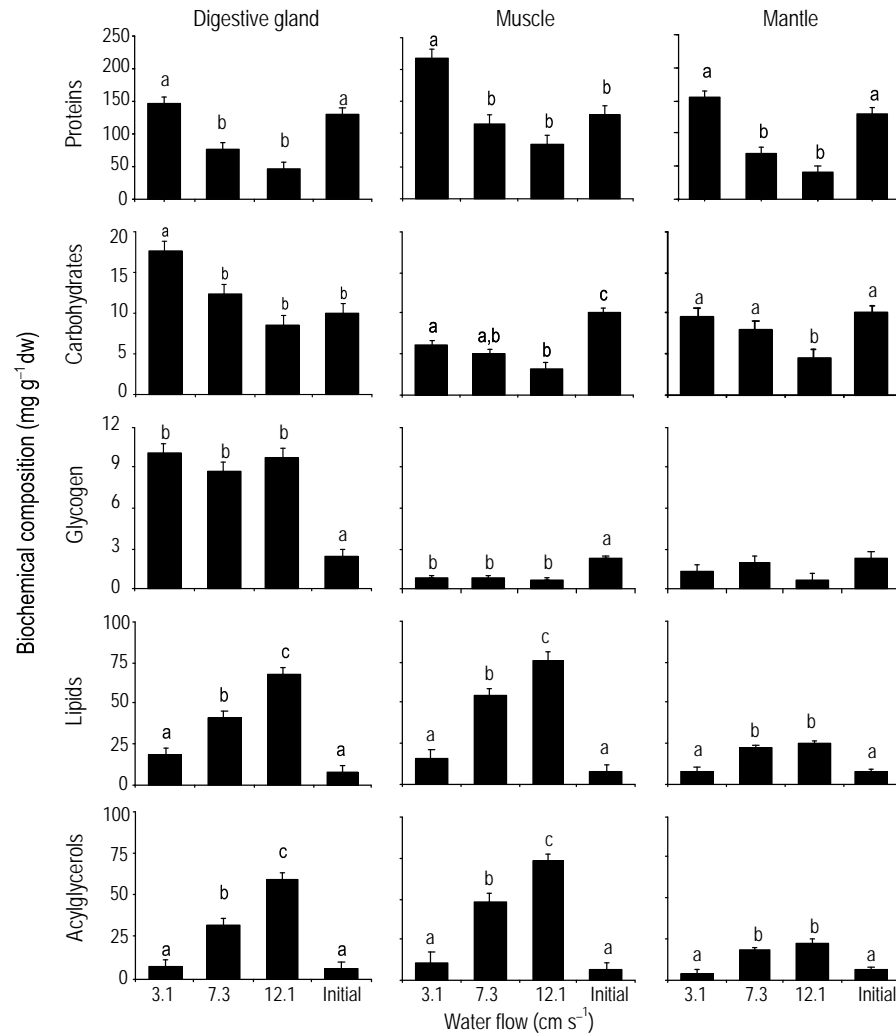 Digestive gland Muscle Mantle
Biochemical composition (mg g⁻¹ dw)
Proteins
250
200
150
100
50
0
a b b a
a b b b
a b b a
Carbohydrates
20
15
10
5
0
a b b b
a a,b b c
a a b a
Glycogen
12
9
6
3
0
b b b a
b b b a
Lipids
100
75
50
25
0
a b c a
a b c a
a b b a
Acylglycerols
100
75
50
25
0
a b c a
a b c a
a b b a
3.1 7.3 12.1 Initial 3.1 7.3 12.1 Initial 3.1 7.3 12.1 Initial
Water flow (cm s⁻¹)